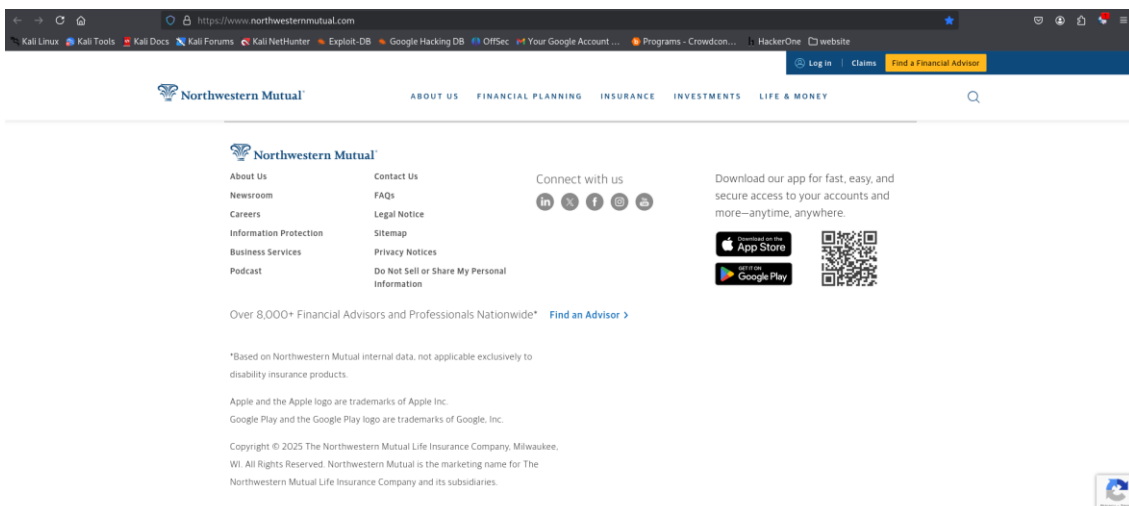 https://www.northwesternmutual.com
Kali Linux Kali Tools Kali Docs Kali Forums Kali NetHunter Exploit-DB Google Hacking DB OffSec Your Google Account ... Programs - Crowdcon... HackerOne website
Log in Claims Find a Financial Advisor
Northwestern Mutual
ABOUT US FINANCIAL PLANNING INSURANCE INVESTMENTS LIFE & MONEY
Northwestern Mutual
About Us
Newsroom
Careers
Information Protection
Business Services
Podcast
Contact Us
FAQs
Legal Notice
Sitemap
Privacy Notices
Do Not Sell or Share My Personal
Information
Connect with us
Download our app for fast, easy, and
secure access to your accounts and
more—anytime, anywhere.
Download on the
App Store
GET IT ON
Google Play
Over 8,000+ Financial Advisors and Professionals Nationwide* Find an Advisor >
*Based on Northwestern Mutual internal data, not applicable exclusively to
disability insurance products.
Apple and the Apple logo are trademarks of Apple Inc.
Google Play and the Google Play logo are trademarks of Google, Inc.
Copyright © 2025 The Northwestern Mutual Life Insurance Company, Milwaukee,
WI. All Rights Reserved. Northwestern Mutual is the marketing name for The
Northwestern Mutual Life Insurance Company and its subsidiaries.